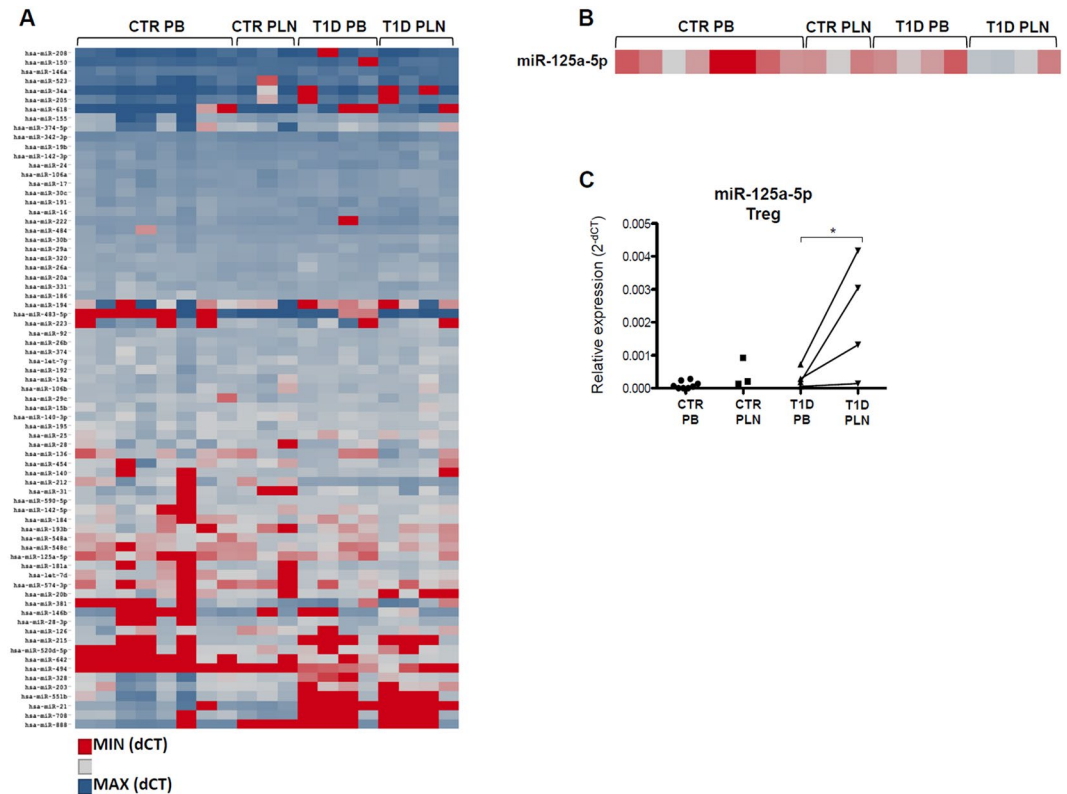 A
CTR PB
CTR PLN
T1D PB
T1D PLN
hsa-miR-208
hsa-miR-150
hsa-miR-146a
hsa-miR-523
hsa-miR-34a
hsa-miR-205
hsa-miR-618
hsa-miR-155
hsa-miR-374-5p
hsa-miR-342-3p
hsa-miR-19b
hsa-miR-142-3p
hsa-miR-24
hsa-miR-106a
hsa-miR-17
hsa-miR-30c
hsa-miR-191
hsa-miR-16
hsa-miR-222
hsa-miR-484
hsa-miR-30b
hsa-miR-29a
hsa-miR-320
hsa-miR-26a
hsa-miR-20a
hsa-miR-331
hsa-miR-186
hsa-miR-194
hsa-miR-483-5p
hsa-miR-223
hsa-miR-92
hsa-miR-26b
hsa-miR-374
hsa-let-7g
hsa-miR-192
hsa-miR-19a
hsa-miR-106b
hsa-miR-29c
hsa-miR-15b
hsa-miR-140-3p
hsa-miR-195
hsa-miR-25
hsa-miR-28
hsa-miR-136
hsa-miR-454
hsa-miR-140
hsa-miR-212
hsa-miR-31
hsa-miR-590-5p
hsa-miR-142-5p
hsa-miR-184
hsa-miR-193b
hsa-miR-548a
hsa-miR-548c
hsa-miR-125a-5p
hsa-miR-181a
hsa-let-7d
hsa-miR-574-3p
hsa-miR-20b
hsa-miR-381
hsa-miR-146b
hsa-miR-28-3p
hsa-miR-126
hsa-miR-215
hsa-miR-520d-5p
hsa-miR-642
hsa-miR-494
hsa-miR-328
hsa-miR-203
hsa-miR-551b
hsa-miR-21
hsa-miR-708
hsa-miR-888
MIN (dCT)
MAX (dCT)
B
CTR PB
CTR PLN
T1D PB
T1D PLN
miR-125a-5p
C
miR-125a-5p
Treg
Relative expression (2^-dCT)
0.005
0.004
0.003
0.002
0.001
0.000
*
CTR
PB
CTR
PLN
T1D
PB
T1D
PLN